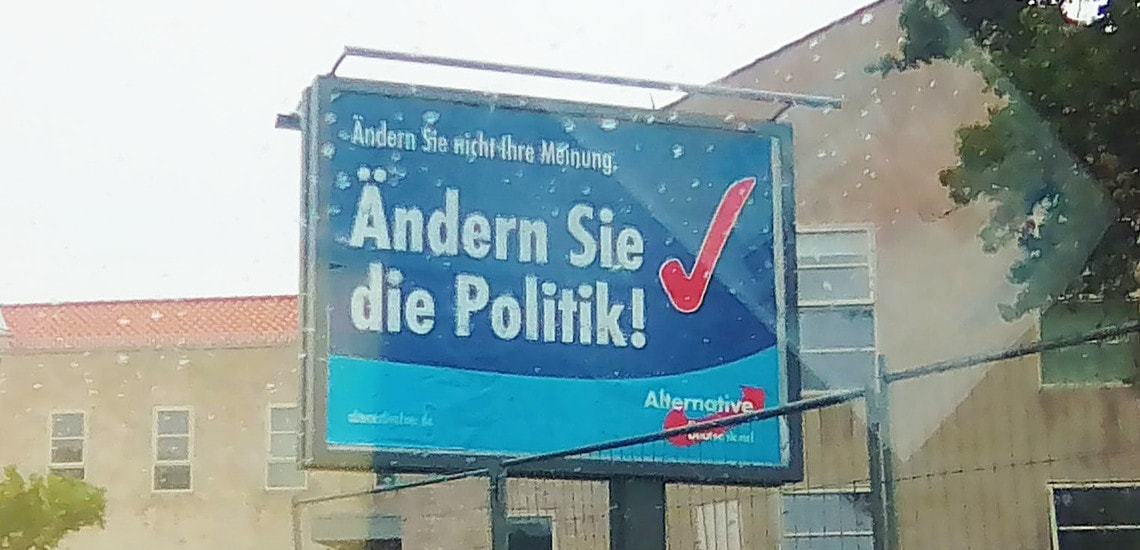 Ändern Sie nicht Ihre Meinung.
Ändern Sie
die Politik!
Alternative